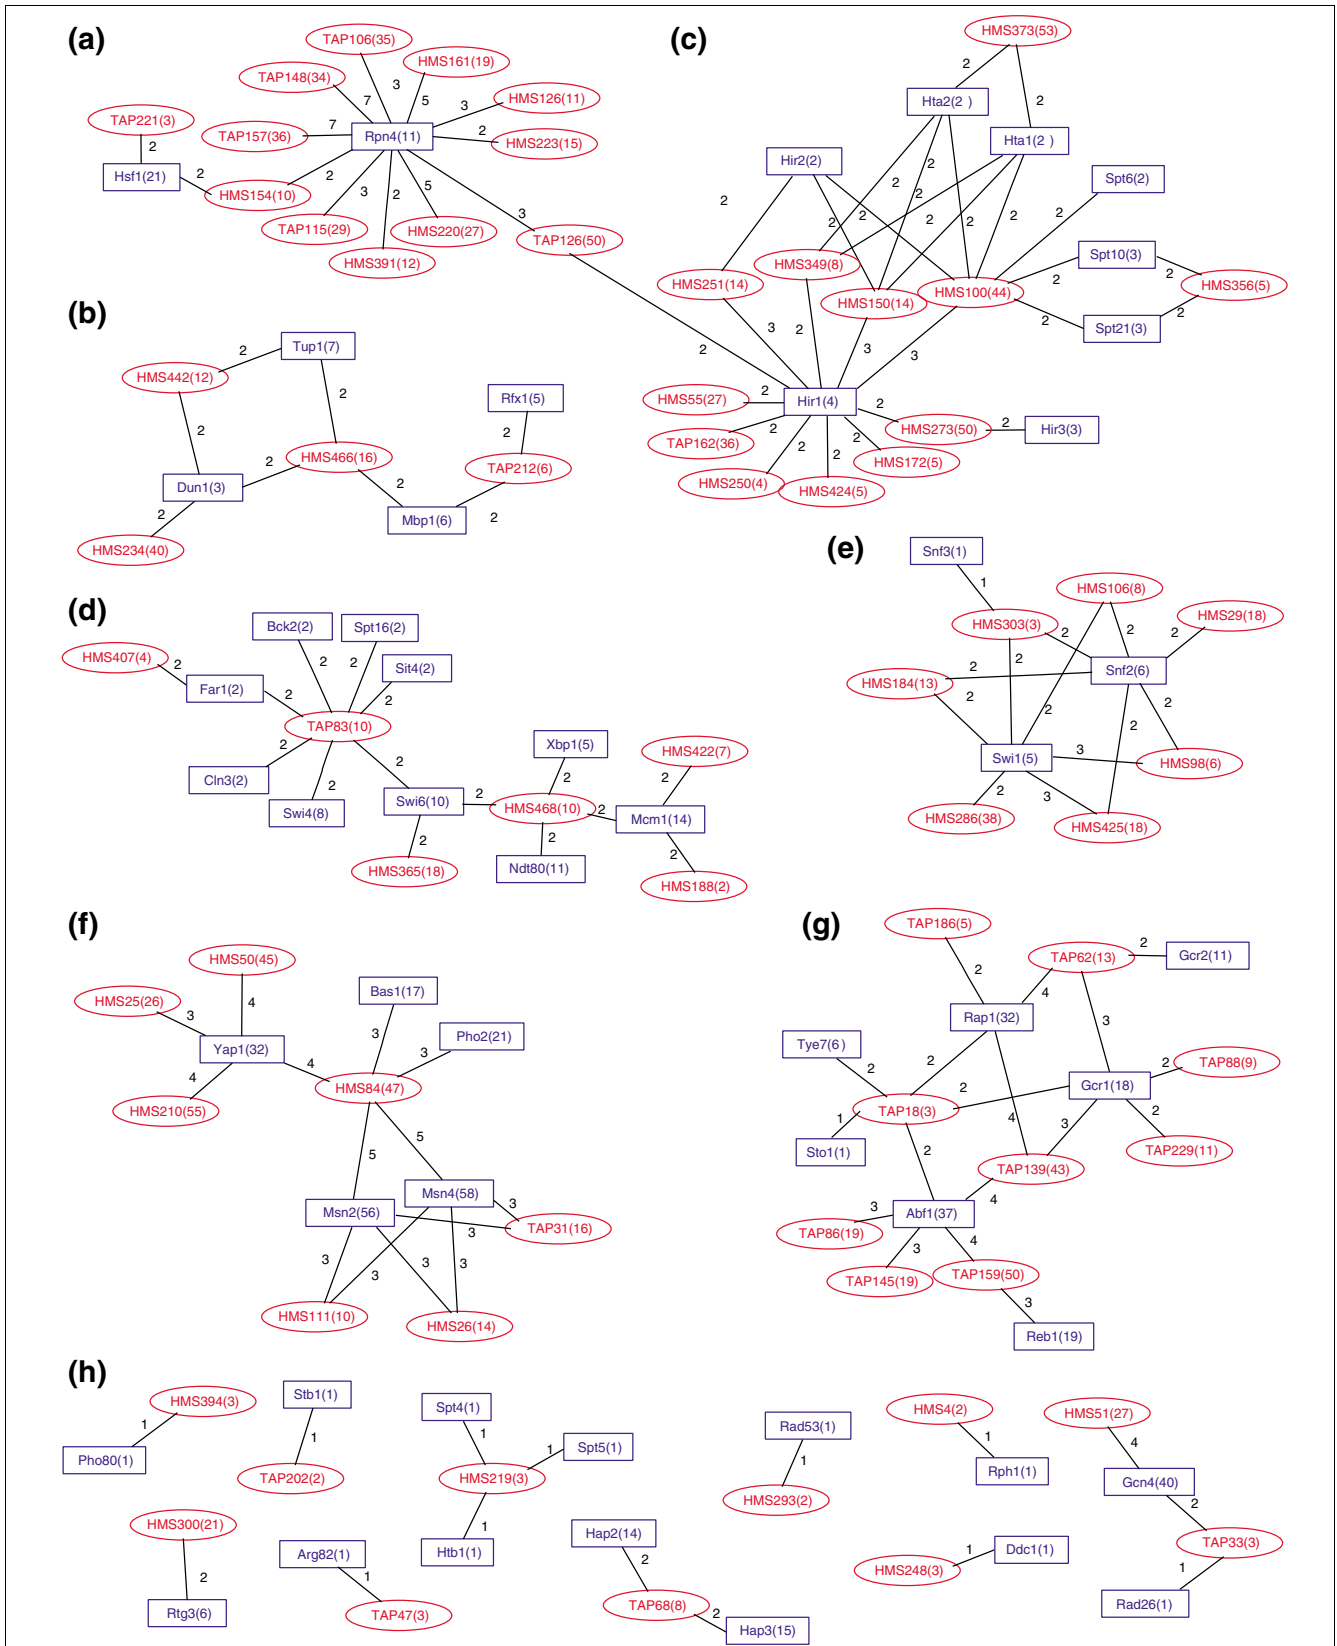 (a)
TAP106(35)
HMS161(19)
TAP148(34)
3
5
7
3
HMS126(11)
TAP221(3)
TAP157(36)
7
Rpn4(11)
2
HMS223(15)
2
Hsf1(21)
2
HMS154(10)
2
3
2
5
TAP115(29)
HMS220(27)
HMS391(12)
3
TAP126(50)
2
(b)
Tup1(7)
2
HMS442(12)
2
Rfx1(5)
2
2
HMS466(16)
2
TAP212(6)
Dun1(3)
2
2
Mbp1(6)
2
HMS234(40)
(c)
HMS373(53)
2
Hta2(2 )
2
Hta1(2 )
Hir2(2)
Spt6(2)
2
2
2
2
2
2
2
2
2
Spt10(3)
HMS349(8)
HMS251(14)
HMS150(14)
HMS100(44)
2
2
HMS356(5)
2
2
Spt21(3)
3
2
3
3
HMS55(27)
2
Hir1(4)
2
HMS273(50)
2
Hir3(3)
TAP162(36)
2
2
2
2
HMS172(5)
HMS250(4)
HMS424(5)
(d)
Bck2(2)
Spt16(2)
HMS407(4)
2
2
2
Sit4(2)
Far1(2)
2
2
TAP83(10)
2
2
Xbp1(5)
HMS422(7)
Cln3(2)
2
2
2
2
Swi4(8)
Swi6(10)
2
HMS468(10)
2
Mcm1(14)
2
2
2
HMS365(18)
Ndt80(11)
HMS188(2)
(e)
Snf3(1)
1
HMS106(8)
HMS303(3)
HMS29(18)
2
2
2
2
2
Snf2(6)
HMS184(13)
2
2
2
2
Swi1(5)
3
HMS98(6)
2
3
HMS286(38)
HMS425(18)
(f)
HMS50(45)
HMS25(26)
4
Bas1(17)
3
3
Pho2(21)
Yap1(32)
3
4
4
HMS84(47)
HMS210(55)
5
5
Msn4(58)
Msn2(56)
3
3
TAP31(16)
3
3
3
3
HMS111(10)
HMS26(14)
(g)
TAP186(5)
2
TAP62(13)
2
Gcr2(11)
4
Rap1(32)
3
Tye7(6)
2
2
2
2
TAP88(9)
Gcr1(18)
TAP18(3)
1
4
3
2
Sto1(1)
2
TAP139(43)
TAP229(11)
4
3
Abf1(37)
TAP86(19)
3
4
TAP145(19)
TAP159(50)
3
Reb1(19)
(h)
HMS394(3)
1
Pho80(1)
Stb1(1)
1
TAP202(2)
Spt4(1)
1
1
Spt5(1)
HMS219(3)
1
Htb1(1)
Rad53(1)
1
HMS293(2)
HMS4(2)
1
Rph1(1)
HMS51(27)
4
Gcn4(40)
2
TAP33(3)
1
Rad26(1)
HMS300(21)
2
Rtg3(6)
Arg82(1)
1
TAP47(3)
Hap2(14)
2
TAP68(8)
2
Hap3(15)
Ddc1(1)
1
HMS248(3)